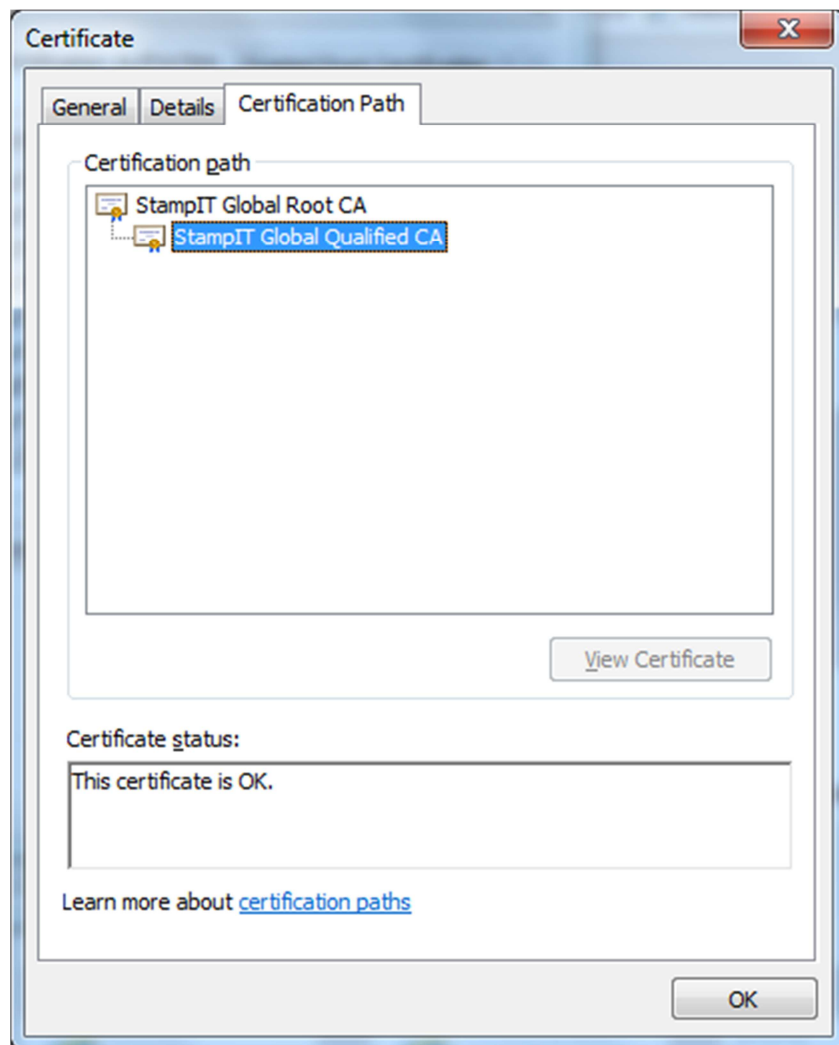 Certificate
General Details Certification Path
Certification path
StampIT Global Root CA
StampIT Global Qualified CA
View Certificate
Certificate status:
This certificate is OK.
Learn more about certification paths
OK